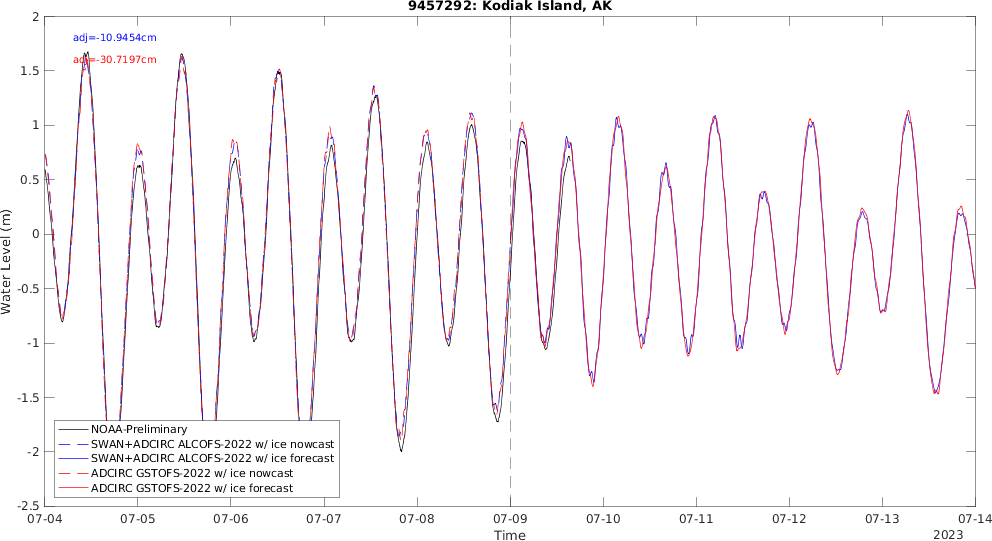 9457292: Kodiak Island, AK
adj=-10.9454cm
adj=-30.7197cm
2
1.5
1
0.5
0
-0.5
-1
-1.5
-2
-2.5
Water Level (m)
NOAA-Preliminary
SWAN+ADCIRC ALCOFS-2022 w/ ice nowcast
SWAN+ADCIRC ALCOFS-2022 w/ ice forecast
ADCIRC GSTOFS-2022 w/ ice nowcast
ADCIRC GSTOFS-2022 w/ ice forecast
07-04 07-05 07-06 07-07 07-08 07-09 07-10 07-11 07-12 07-13 07-14
Time
2023